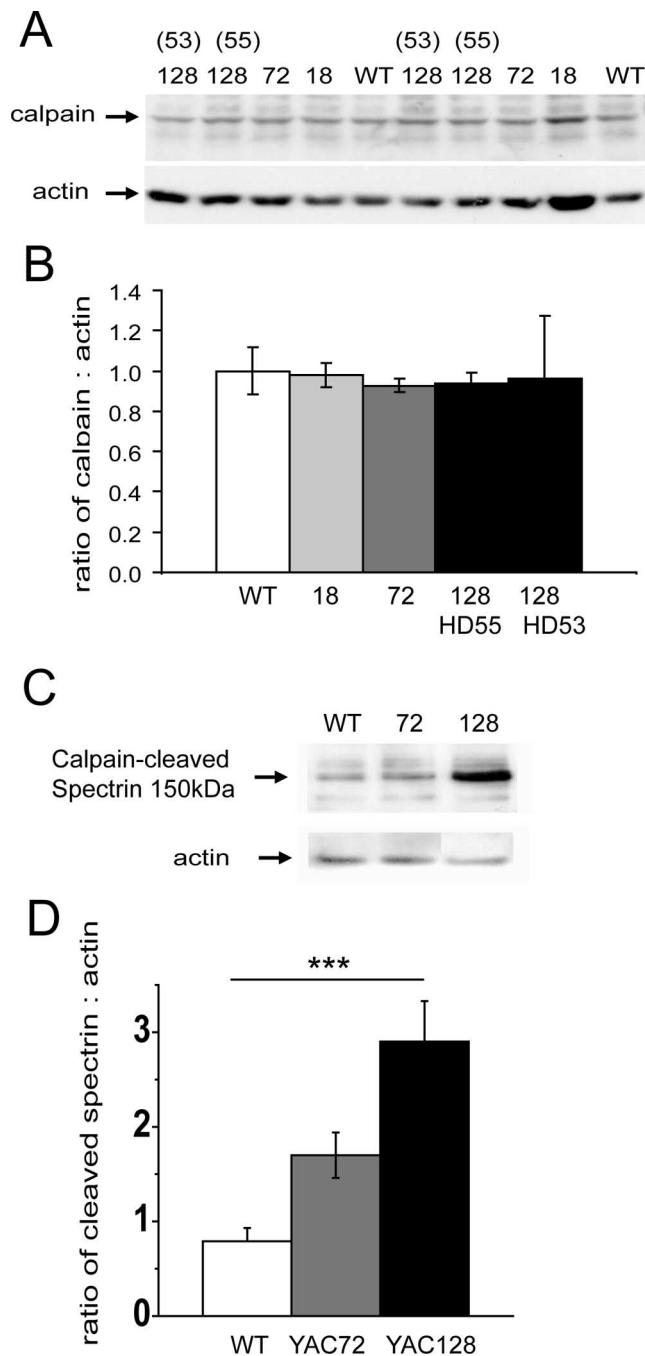 A
(53) (55) (53) (55)
128 128 72 18 WT 128 128 72 18 WT
calpain
actin
B
ratio of calbain : actin
1.4
1.2
1.0
0.8
0.6
0.4
0.2
0.0
WT 18 72 128 128
HD55 HD53
C
WT 72 128
Calpain-cleaved
Spectrin 150kDa
actin
D
ratio of cleaved spectrin : actin
***
3
2
1
0
WT YAC72 YAC128